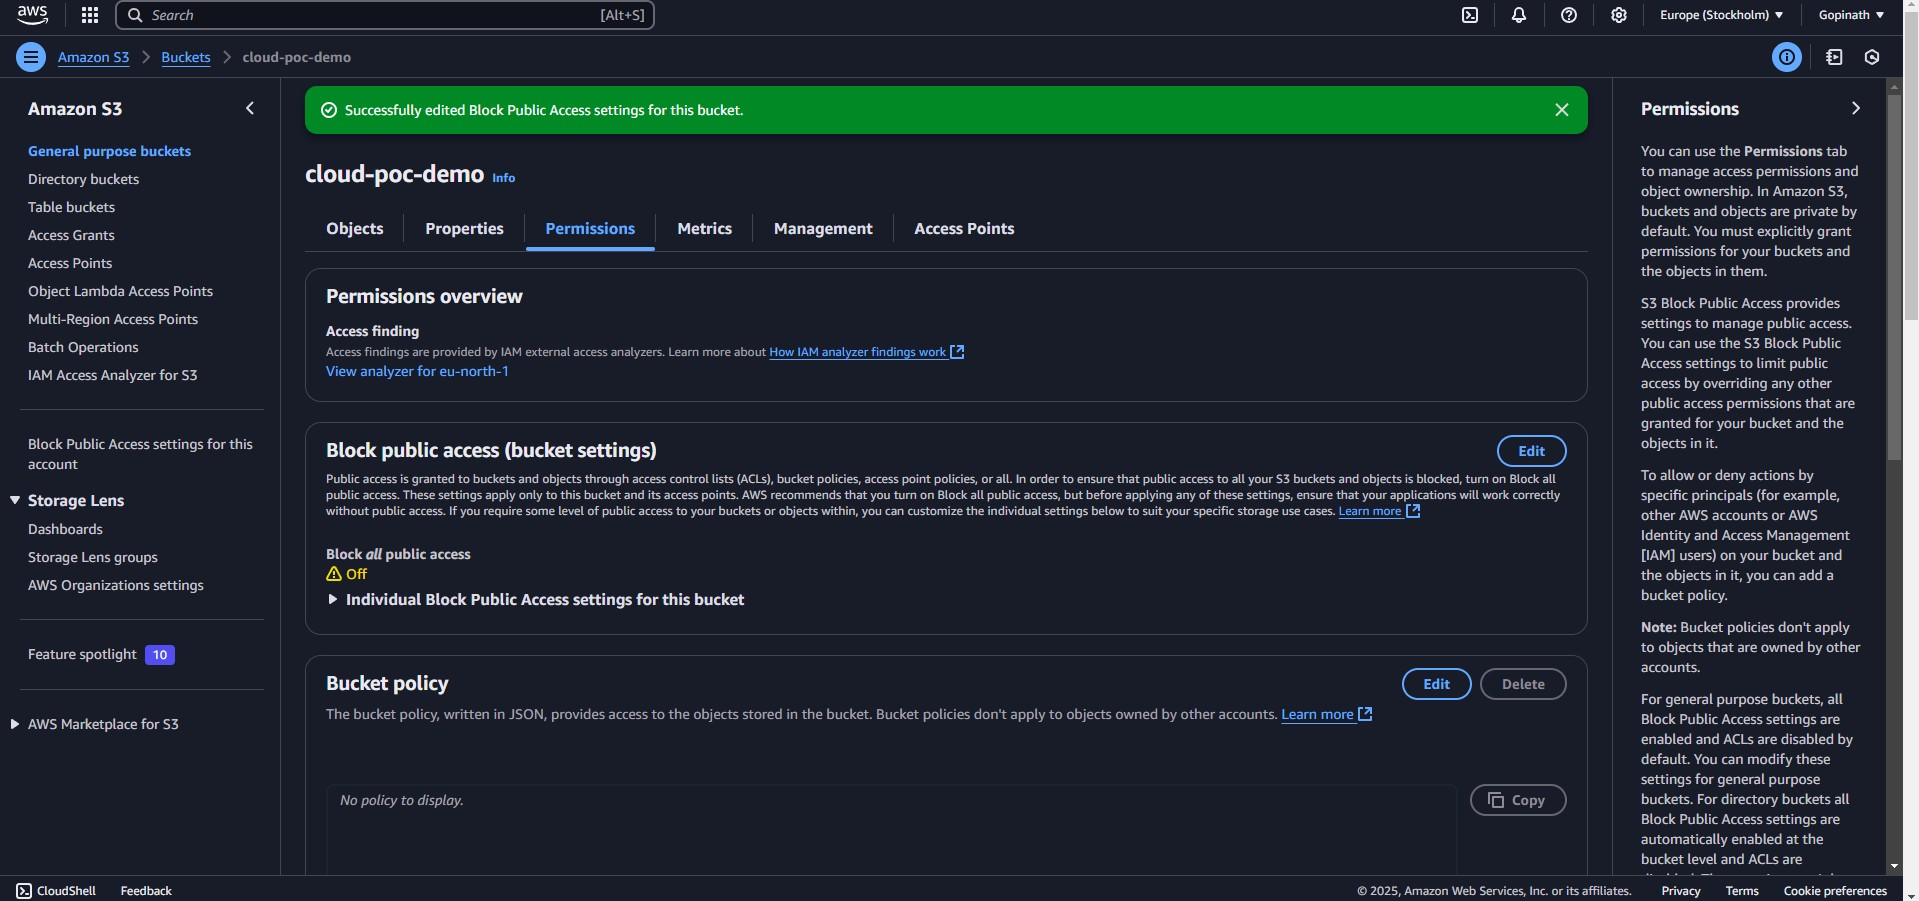 aws
Search
[Alt+S]
Europe (Stockholm)
Gopinath
Amazon S3
Buckets
cloud-poc-demo
Amazon S3
General purpose buckets
Directory buckets
Table buckets
Access Grants
Access Points
Object Lambda Access Points
Multi-Region Access Points
Batch Operations
IAM Access Analyzer for S3
Block Public Access settings for this
account
Storage Lens
Dashboards
Storage Lens groups
AWS Organizations settings
Feature spotlight 10
AWS Marketplace for S3
Successfully edited Block Public Access settings for this bucket.
cloud-poc-demo Info
Objects
Properties
Permissions
Metrics
Management
Access Points
Permissions overview
Access finding
Access findings are provided by IAM external access analyzers. Learn more about How IAM analyzer findings work
View analyzer for eu-north-1
Block public access (bucket settings)
Edit
Public access is granted to buckets and objects through access control lists (ACLs), bucket policies, access point policies, or all. In order to ensure that public access to all your S3 buckets and objects is blocked, turn on Block all
public access. These settings apply only to this bucket and its access points. AWS recommends that you turn on Block all public access, but before applying any of these settings, ensure that your applications will work correctly
without public access. If you require some level of public access to your buckets or objects within, you can customize the individual settings below to suit your specific storage use cases. Learn more
Block all public access
Off
Individual Block Public Access settings for this bucket
Bucket policy
Edit
Delete
The bucket policy, written in JSON, provides access to the objects stored in the bucket. Bucket policies don't apply to objects owned by other accounts. Learn more
No policy to display.
Copy
Permissions
You can use the Permissions tab
to manage access permissions and
object ownership. In Amazon S3,
buckets and objects are private by
default. You must explicitly grant
permissions for your buckets and
the objects in them.
S3 Block Public Access provides
settings to manage public access.
You can use the S3 Block Public
Access settings to limit public
access by overriding any other
public access permissions that are
granted for your bucket and the
objects in it.
To allow or deny actions by
specific principals (for example,
other AWS accounts or AWS
Identity and Access Management
[IAM] users) on your bucket and
the objects in it, you can add a
bucket policy.
Note: Bucket policies don't apply
to objects that are owned by other
accounts.
For general purpose buckets, all
Block Public Access settings are
enabled and ACLs are disabled by
default. You can modify these
settings for general purpose
buckets. For directory buckets all
Block Public Access settings are
automatically enabled at the
bucket level and ACLs are
CloudShell
Feedback
© 2025, Amazon Web Services, Inc. or its affiliates.
Privacy
Terms
Cookie preferences